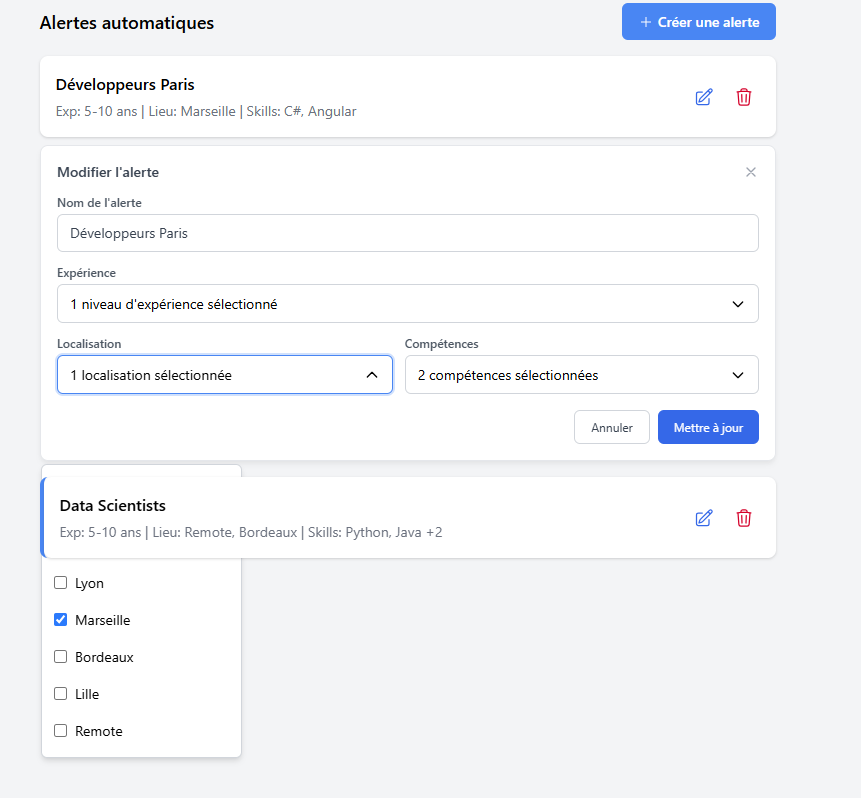 Alertes automatiques
+ Créer une alerte
Développeurs Paris
Exp: 5-10 ans | Lieu: Marseille | Skills: C#, Angular
Modifier l'alerte
Nom de l'alerte
Développeurs Paris
Expérience
1 niveau d'expérience sélectionné
Localisation
Compétences
1 localisation sélectionnée
2 compétences sélectionnées
Annuler
Mettre à jour
Data Scientists
Exp: 5-10 ans | Lieu: Remote, Bordeaux | Skills: Python, Java +2
Lyon
Marseille
Bordeaux
Lille
Remote